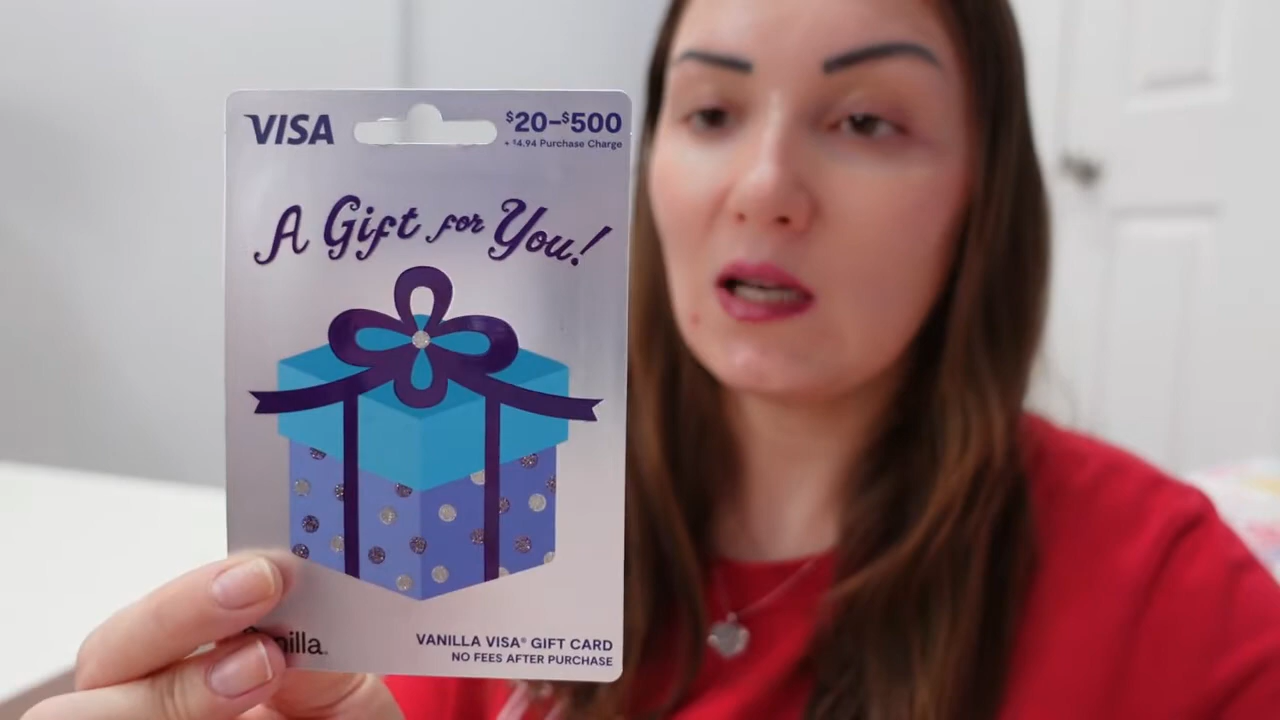 VISA
$20–$500
+ $4.94 Purchase Charge
A Gift for You!
VANILLA VISA® GIFT CARD
NO FEES AFTER PURCHASE